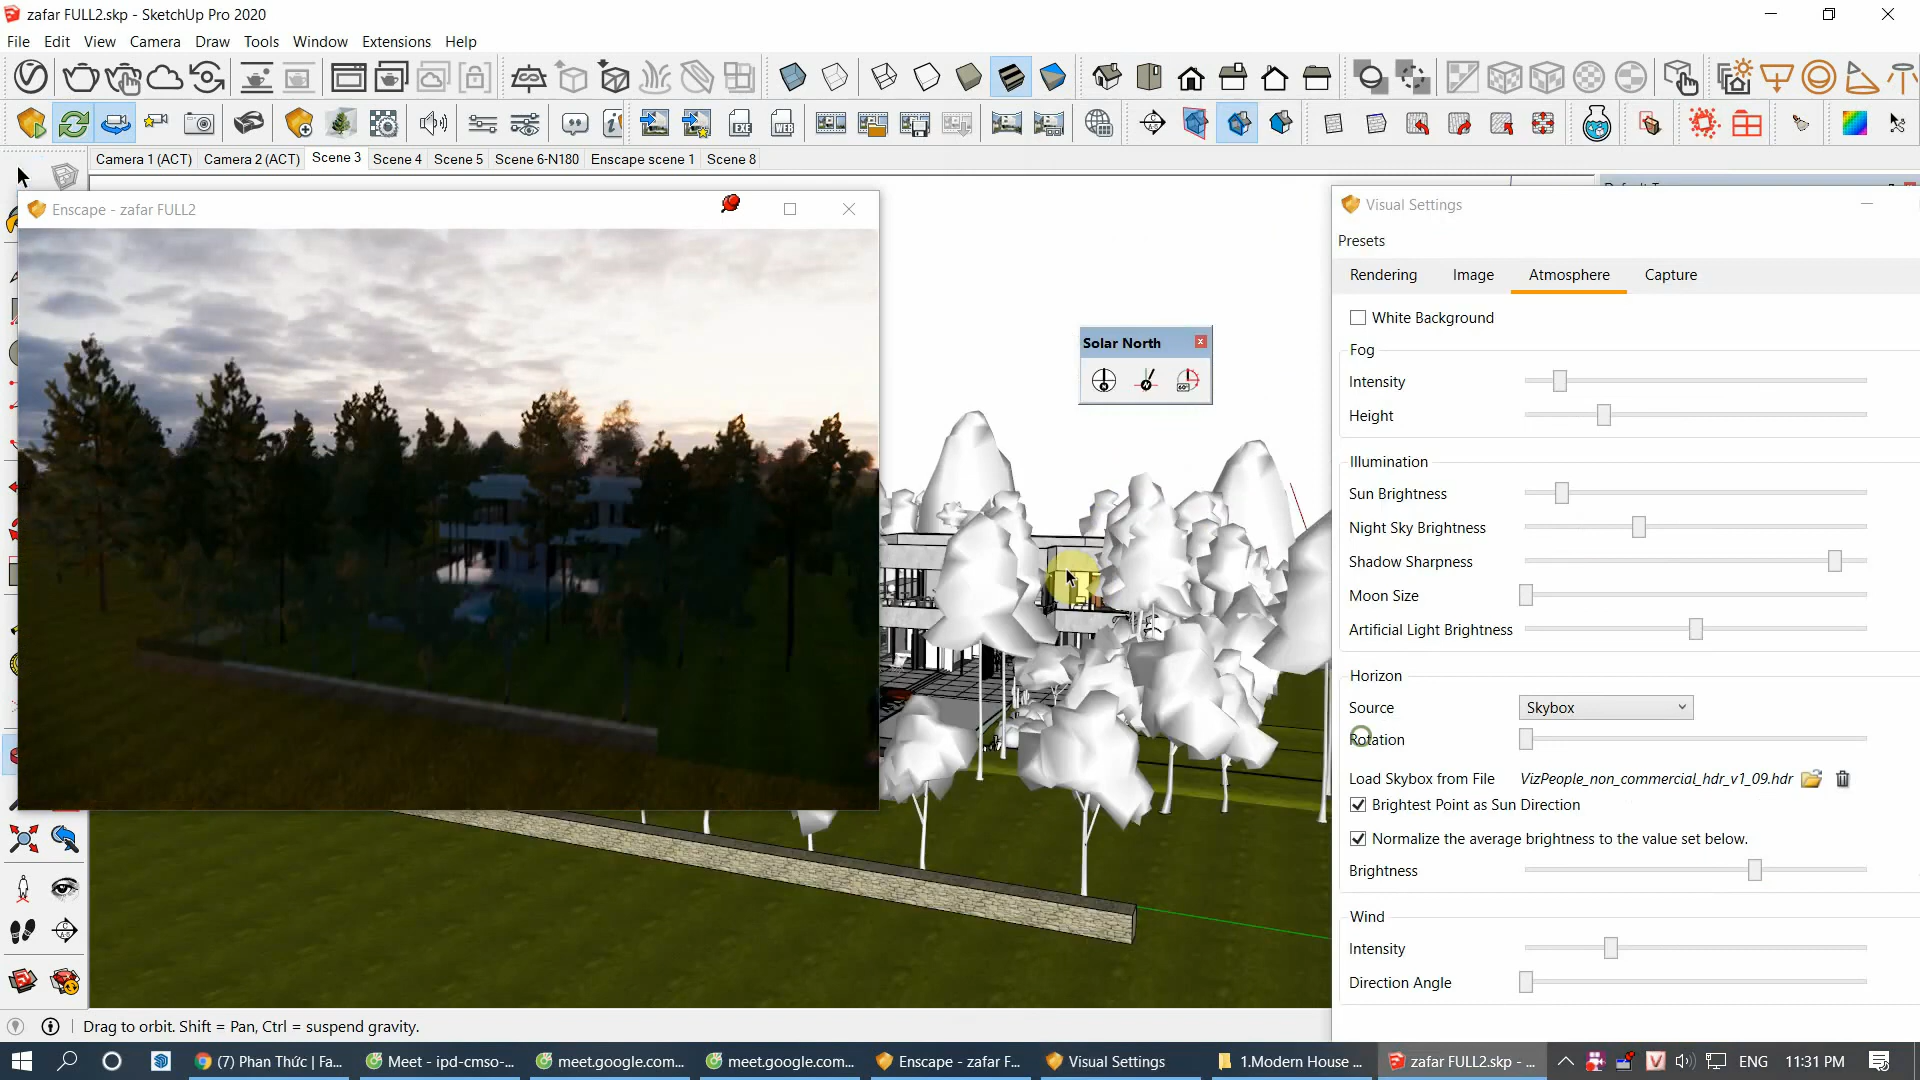 zafar FULL2.skp - SketchUp Pro 2020
File Edit View Camera Draw Tools Window Extensions Help
Camera 1 (ACT) Camera 2 (ACT) Scene 3 Scene 4 Scene 5 Scene 6-N180 Enscape scene 1 Scene 8
Enscape - zafar FULL2
Solar North
Visual Settings
Presets
Rendering Image Atmosphere Capture
White Background
Fog
Intensity
Height
Illumination
Sun Brightness
Night Sky Brightness
Shadow Sharpness
Moon Size
Artificial Light Brightness
Horizon
Source Skybox
Rotation
Load Skybox from File VizPeople_non_commercial_hdr_v1_09.hdr
Brightest Point as Sun Direction
Normalize the average brightness to the value set below.
Brightness
Wind
Intensity
Direction Angle
Drag to orbit. Shift = Pan, Ctrl = suspend gravity.
(7) Phan Thức | Fa... Meet - ipd-cmso-... meet.google.com... meet.google.com... Enscape - zafar F... Visual Settings 1.Modern House ... zafar FULL2.skp - ... ENG 11:31 PM